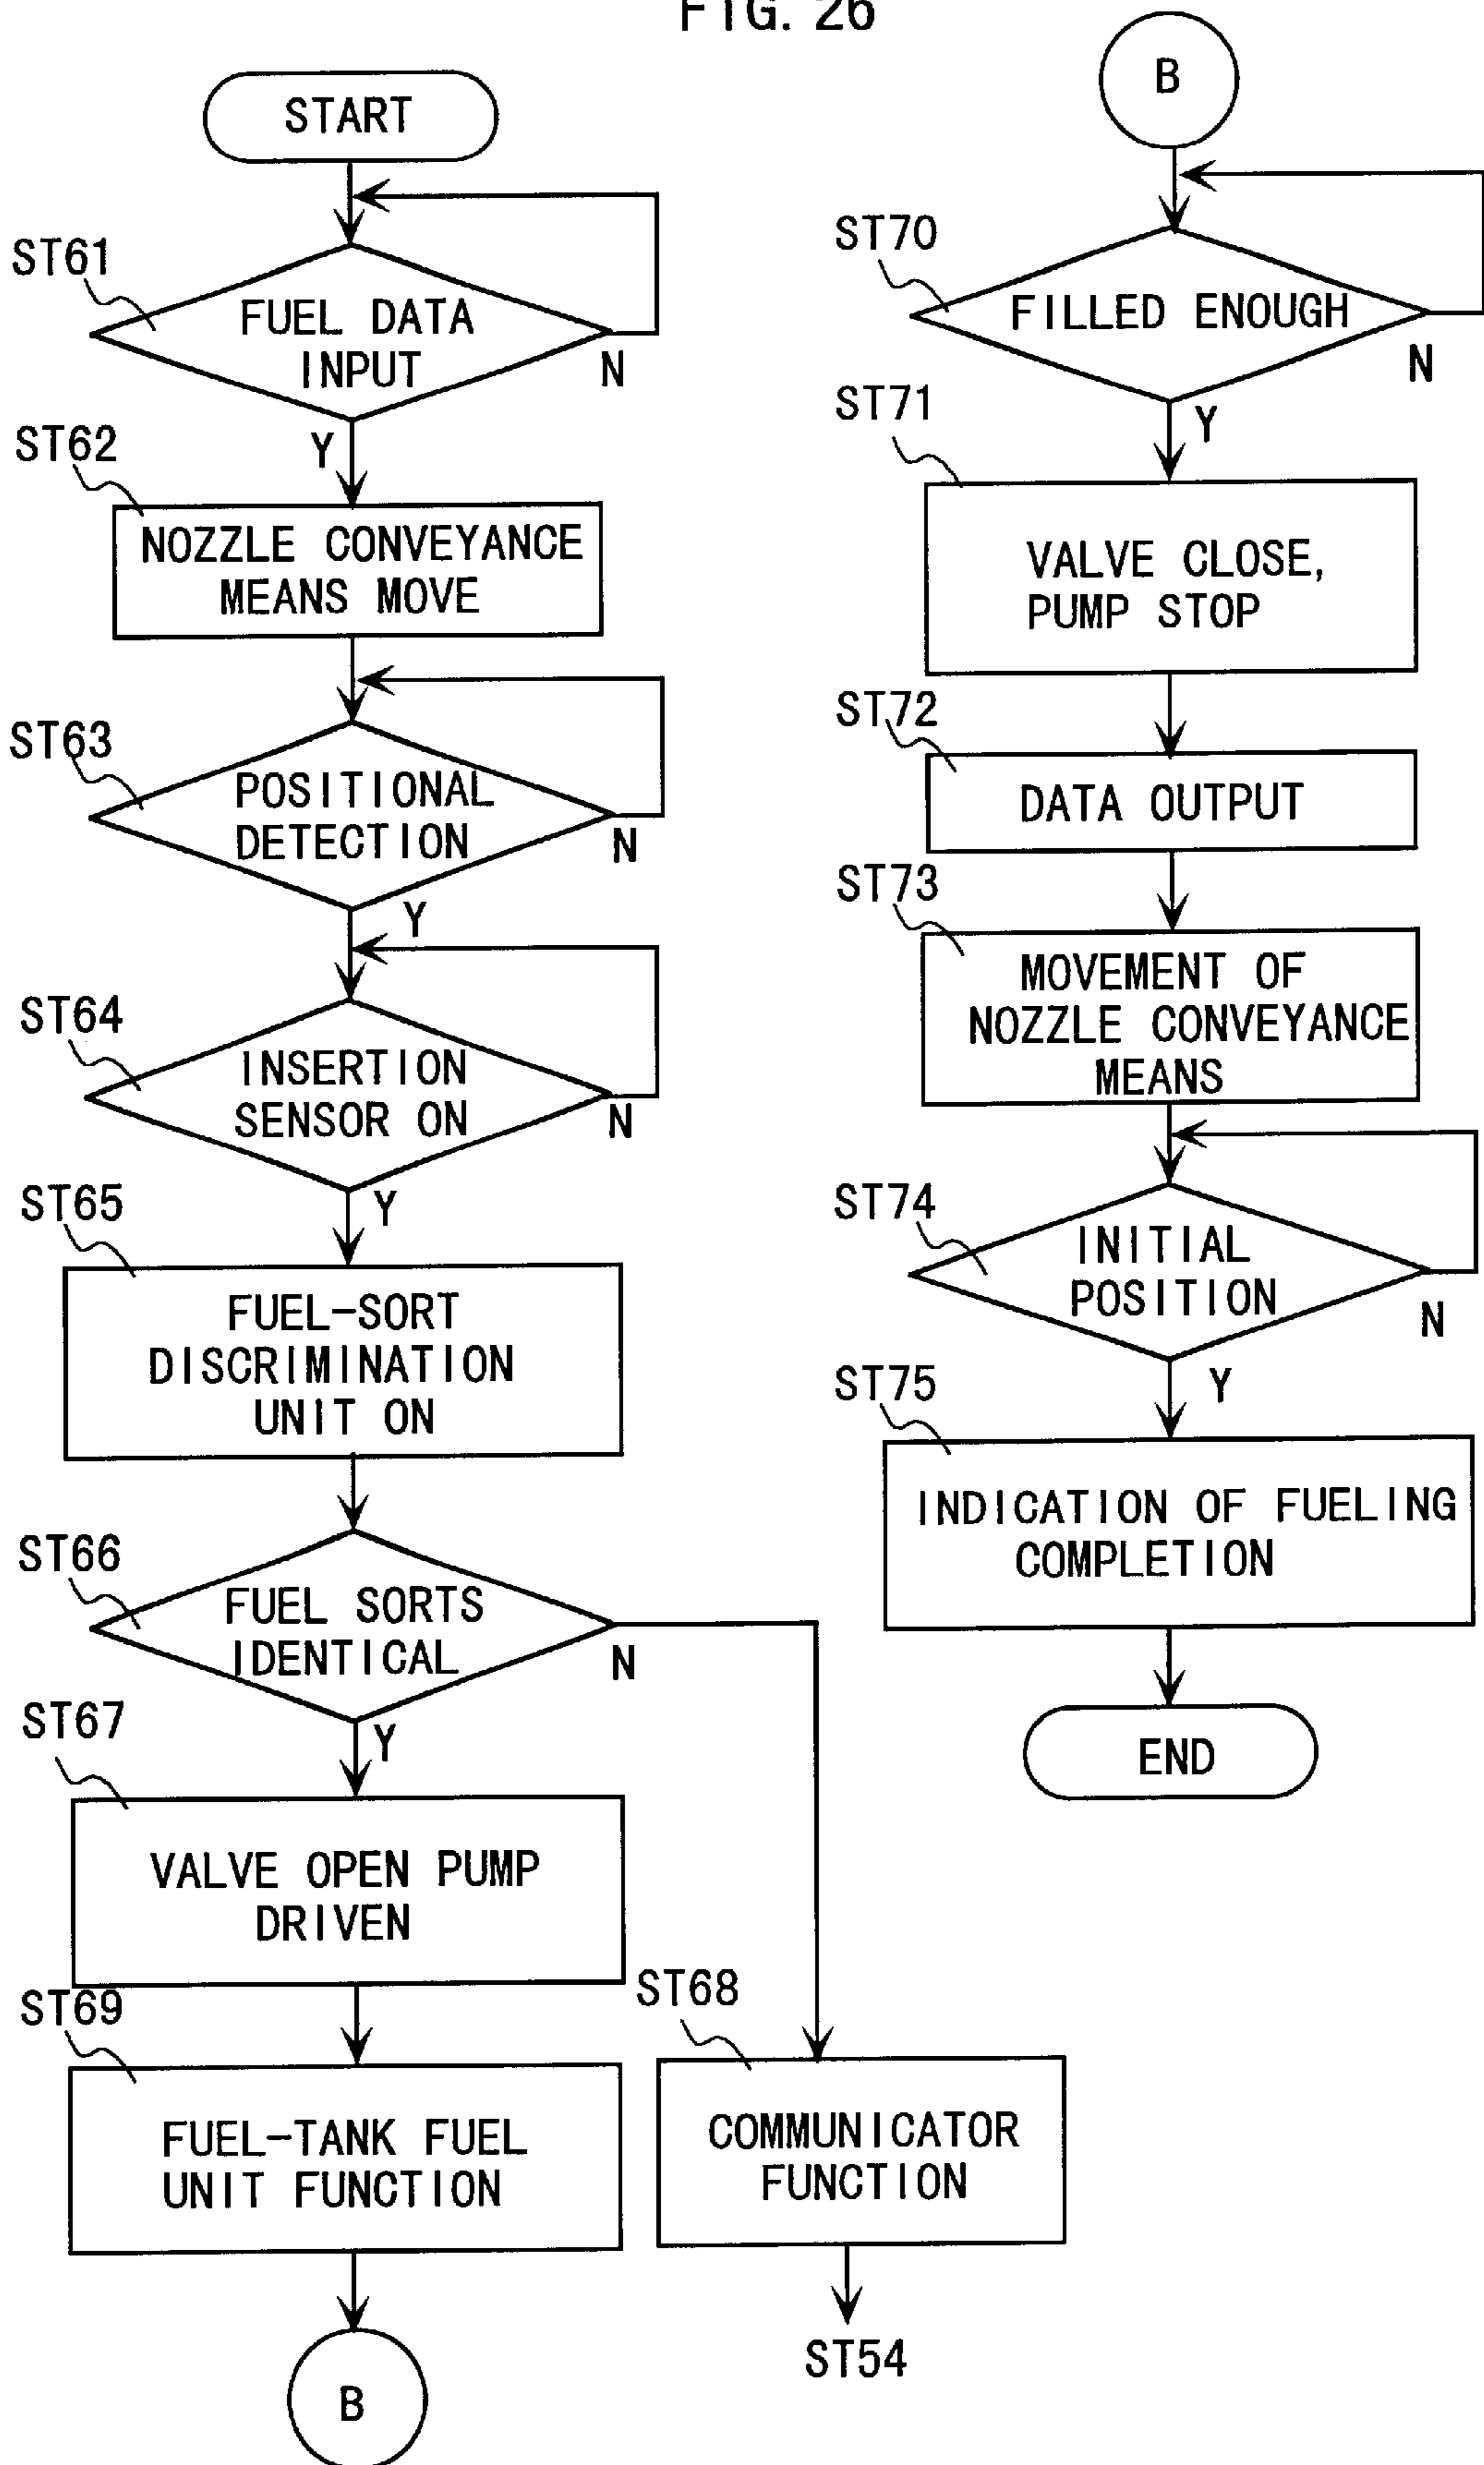 FIG. 26
START
ST61
FUEL DATA
INPUT
N
Y
ST62
NOZZLE CONVEYANCE
MEANS MOVE
ST63
POSITIONAL
DETECTION
N
Y
ST64
INSERTION
SENSOR ON
N
Y
ST65
FUEL-SORT
DISCRIMINATION
UNIT ON
ST66
FUEL SORTS
IDENTICAL
N
Y
ST67
VALVE OPEN PUMP
DRIVEN
ST69
FUEL-TANK FUEL
UNIT FUNCTION
B
ST68
COMMUNICATOR
FUNCTION
ST54
B
ST70
FILLED ENOUGH
N
Y
ST71
VALVE CLOSE,
PUMP STOP
ST72
DATA OUTPUT
ST73
MOVEMENT OF
NOZZLE CONVEYANCE
MEANS
ST74
INITIAL
POSITION
N
Y
ST75
INDICATION OF FUELING
COMPLETION
END